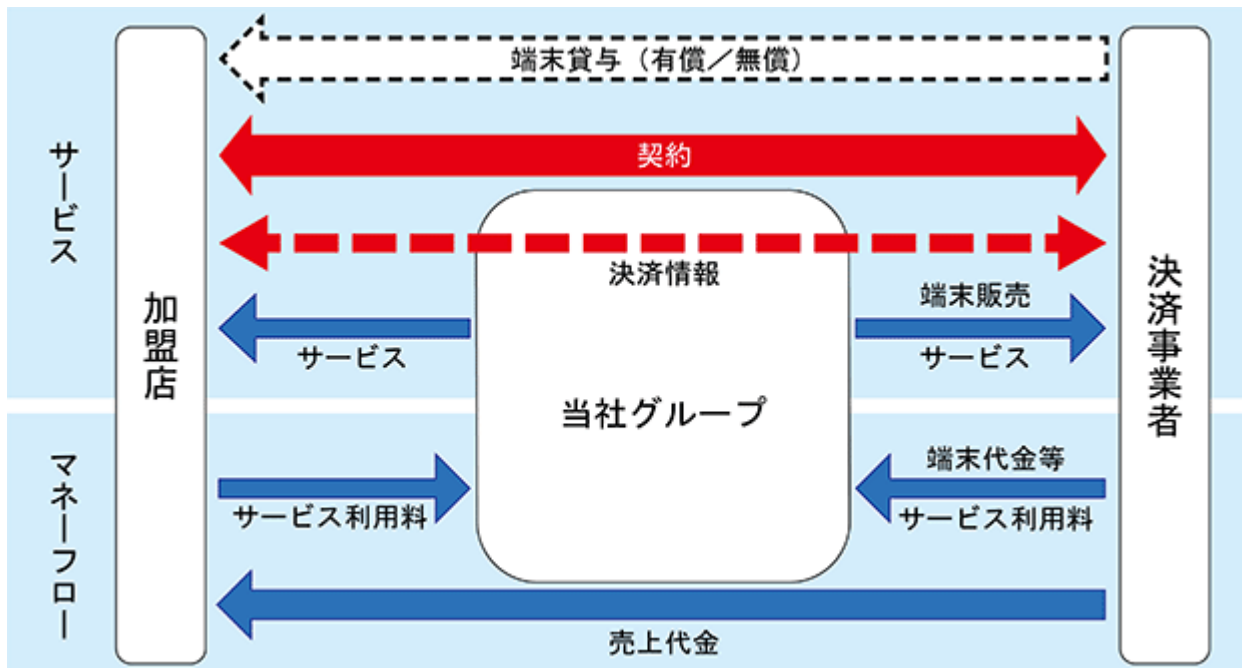 端末貸与（有償／無償）
契約
サービス
決済情報
加盟店
端末販売
サービス
サービス
決済事業者
当社グループ
マネーフロー
端末代金等
サービス利用料
サービス利用料
売上代金